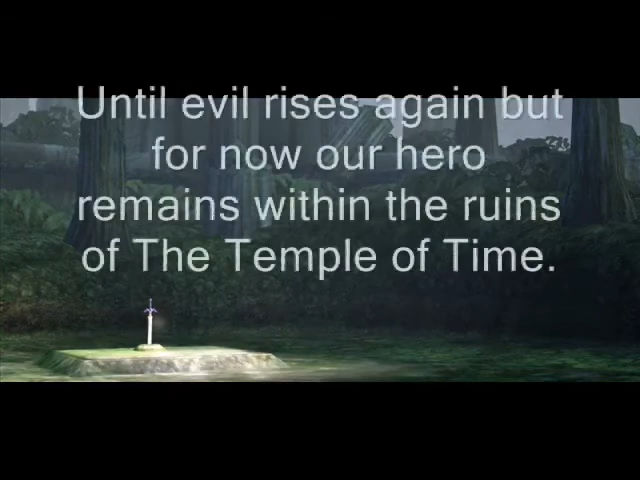 Until evil rises again but
for now our hero
remains within the ruins
of The Temple of Time.